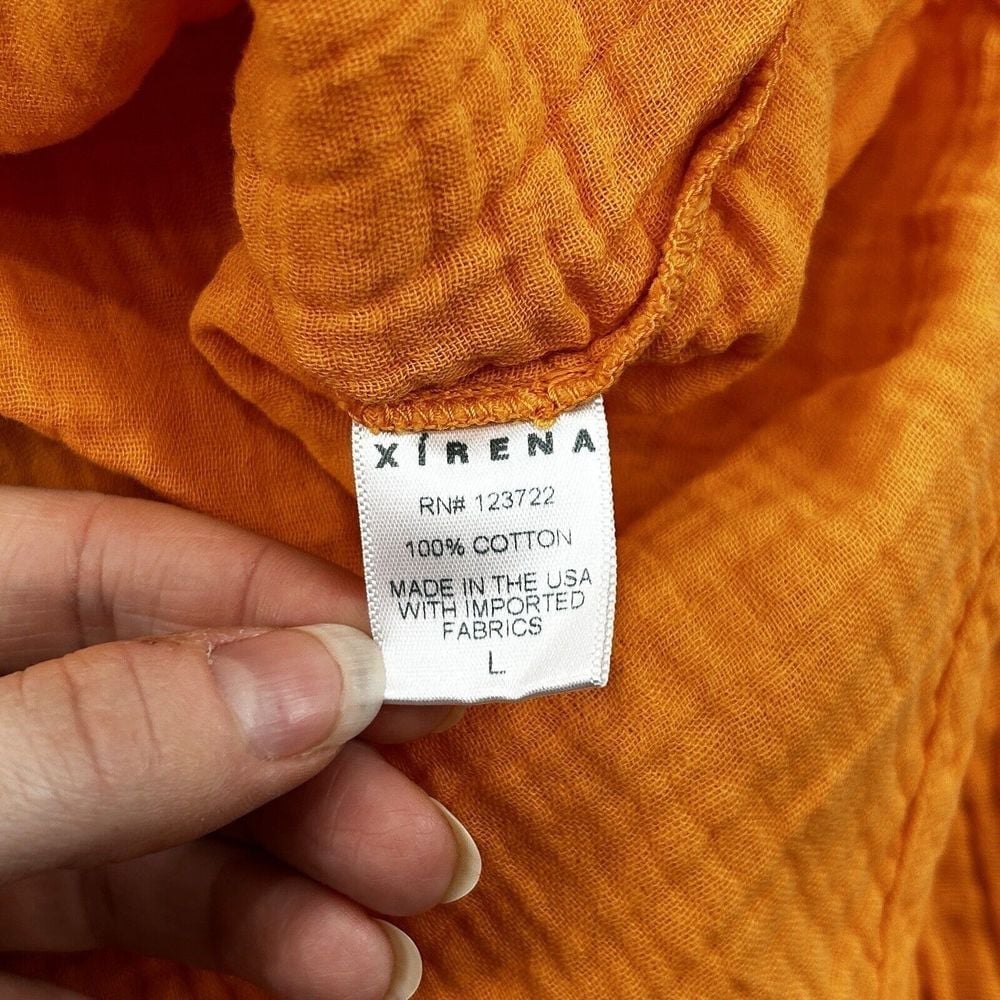 XÍRENA
RN# 123722
100% COTTON
MADE IN THE USA
WITH IMPORTED
FABRICS
L